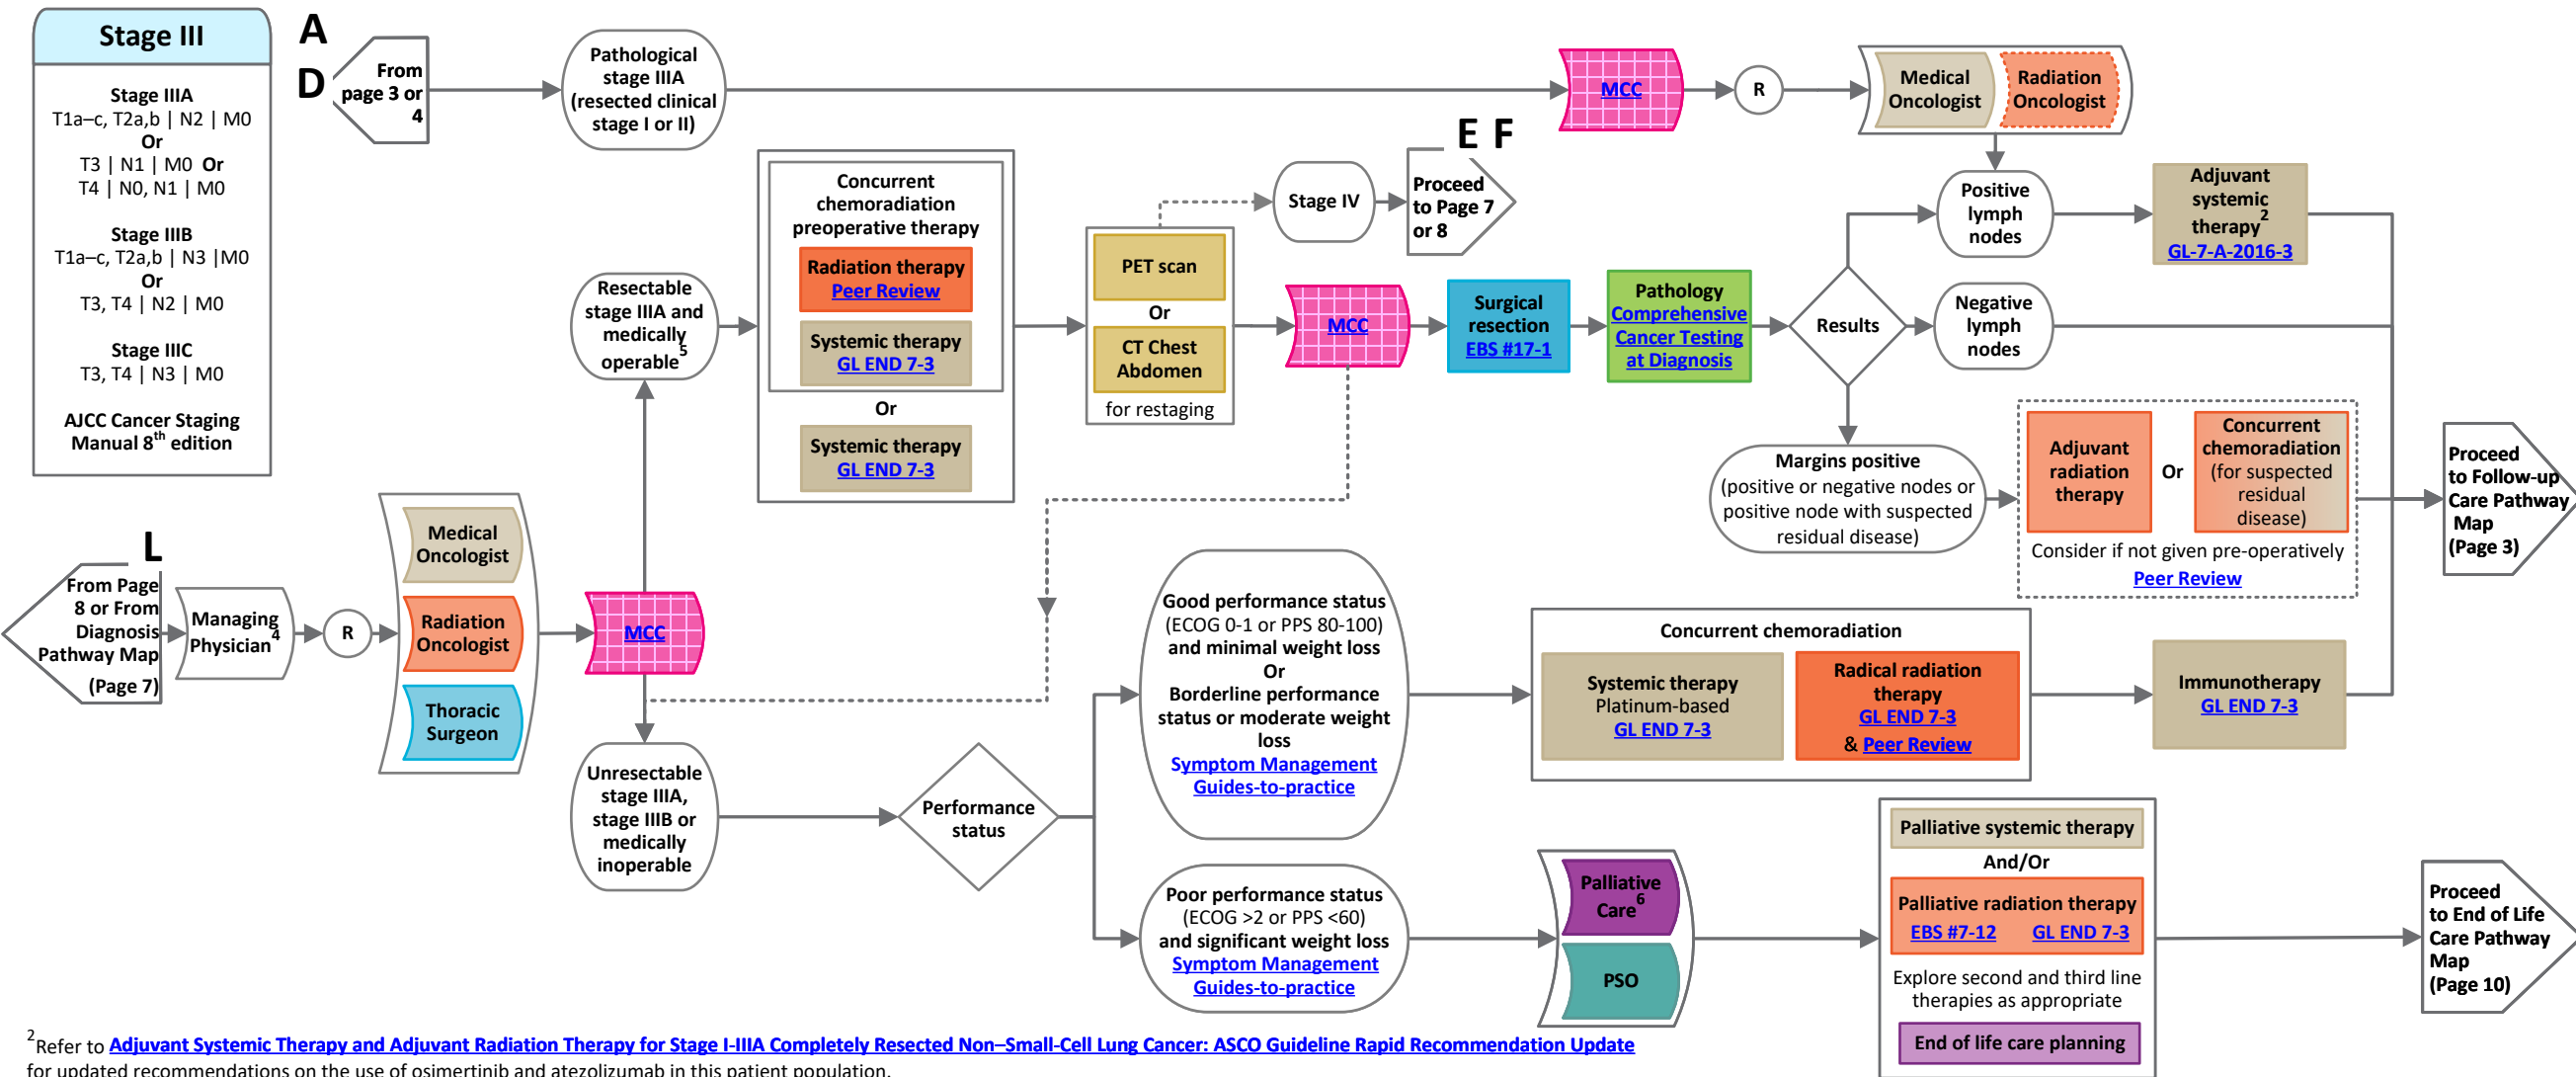 Stage III
Stage IIIA
T1a–c, T2a,b | N2 | M0
Or
T3 | N1 | M0 Or
T4 | N0, N1 | M0
Stage IIIB
T1a–c, T2a,b | N3 |M0
Or
T3, T4 | N2 | M0
Stage IIIC
T3, T4 | N3 | M0
AJCC Cancer Staging
Manual 8th edition
A
D
From
page 3 or
4
Pathological
stage IIIA
(resected clinical
stage I or II)
MCC
R
Medical
Oncologist
Radiation
Oncologist
E F
Proceed
to Page 7
or 8
Stage IV
Concurrent
chemoradiation
preoperative therapy
Radiation therapy
Peer Review
Systemic therapy
GL END 7-3
Or
Systemic therapy
GL END 7-3
Resectable
stage IIIA and
medically
operable5
PET scan
Or
CT Chest
Abdomen
for restaging
MCC
Surgical
resection
EBS #17-1
Pathology
Comprehensive
Cancer Testing
at Diagnosis
Results
Positive
lymph
nodes
Adjuvant
systemic
therapy2
GL-7-A-2016-3
Negative
lymph
nodes
Margins positive
(positive or negative nodes or
positive node with suspected
residual disease)
Adjuvant
radiation
therapy
Or
Concurrent
chemoradiation
(for suspected
residual
disease)
Consider if not given pre-operatively
Peer Review
Proceed
to Follow-up
Care Pathway
Map
(Page 3)
L
From Page
8 or From
Diagnosis
Pathway Map
(Page 7)
Managing
Physician4
R
Medical
Oncologist
Radiation
Oncologist
Thoracic
Surgeon
MCC
Unresectable
stage IIIA,
stage IIIB or
medically
inoperable
Performance
status
Good performance status
(ECOG 0-1 or PPS 80-100)
and minimal weight loss
Or
Borderline performance
status or moderate weight
loss
Symptom Management
Guides-to-practice
Concurrent chemoradiation
Systemic therapy
Platinum-based
GL END 7-3
Radical radiation
therapy
GL END 7-3
& Peer Review
Immunotherapy
GL END 7-3
Poor performance status
(ECOG >2 or PPS <60)
and significant weight loss
Symptom Management
Guides-to-practice
Palliative
Care6
PSO
Palliative systemic therapy
And/Or
Palliative radiation therapy
EBS #7-12 GL END 7-3
Explore second and third line
therapies as appropriate
End of life care planning
Proceed
to End of Life
Care Pathway
Map
(Page 10)
2Refer to Adjuvant Systemic Therapy and Adjuvant Radiation Therapy for Stage I-IIIA Completely Resected Non–Small-Cell Lung Cancer: ASCO Guideline Rapid Recommendation Update
for updated recommendations on the use of osimertinib and atezolizumab in this patient population.